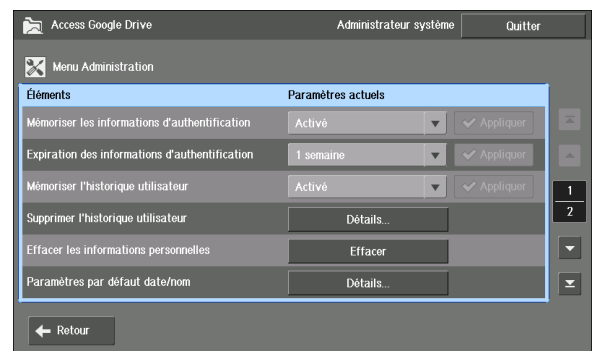 Access Google Drive
Administrateur système
Quitter
Menu Administration
Éléments
Paramètres actuels
Mémoriser les informations d'authentification
Activé
Appliquer
Expiration des informations d'authentification
1 semaine
Appliquer
Mémoriser l'historique utilisateur
Activé
Appliquer
1
2
Supprimer l'historique utilisateur
Détails...
Effacer les informations personnelles
Effacer
Paramètres par défaut date/nom
Détails...
Retour